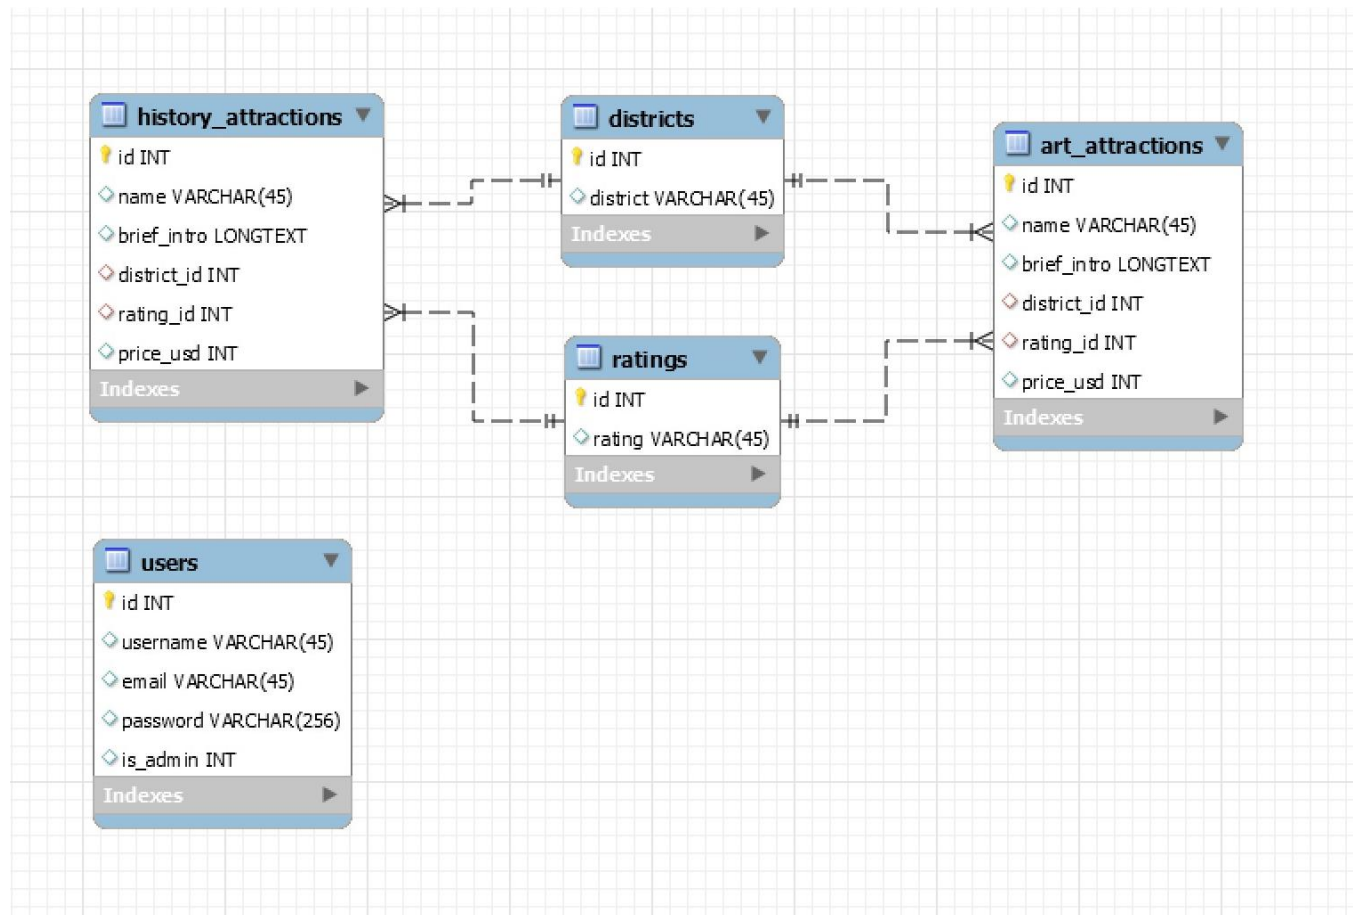 history_attractions
id INT
name VARCHAR(45)
brief_intro LONGTEXT
district_id INT
rating_id INT
price_usd INT
Indexes
districts
id INT
district VARCHAR(45)
Indexes
ratings
id INT
rating VARCHAR(45)
Indexes
art_attractions
id INT
name VARCHAR(45)
brief_intro LONGTEXT
district_id INT
rating_id INT
price_usd INT
Indexes
users
id INT
username VARCHAR(45)
email VARCHAR(45)
password VARCHAR(256)
is_admin INT
Indexes